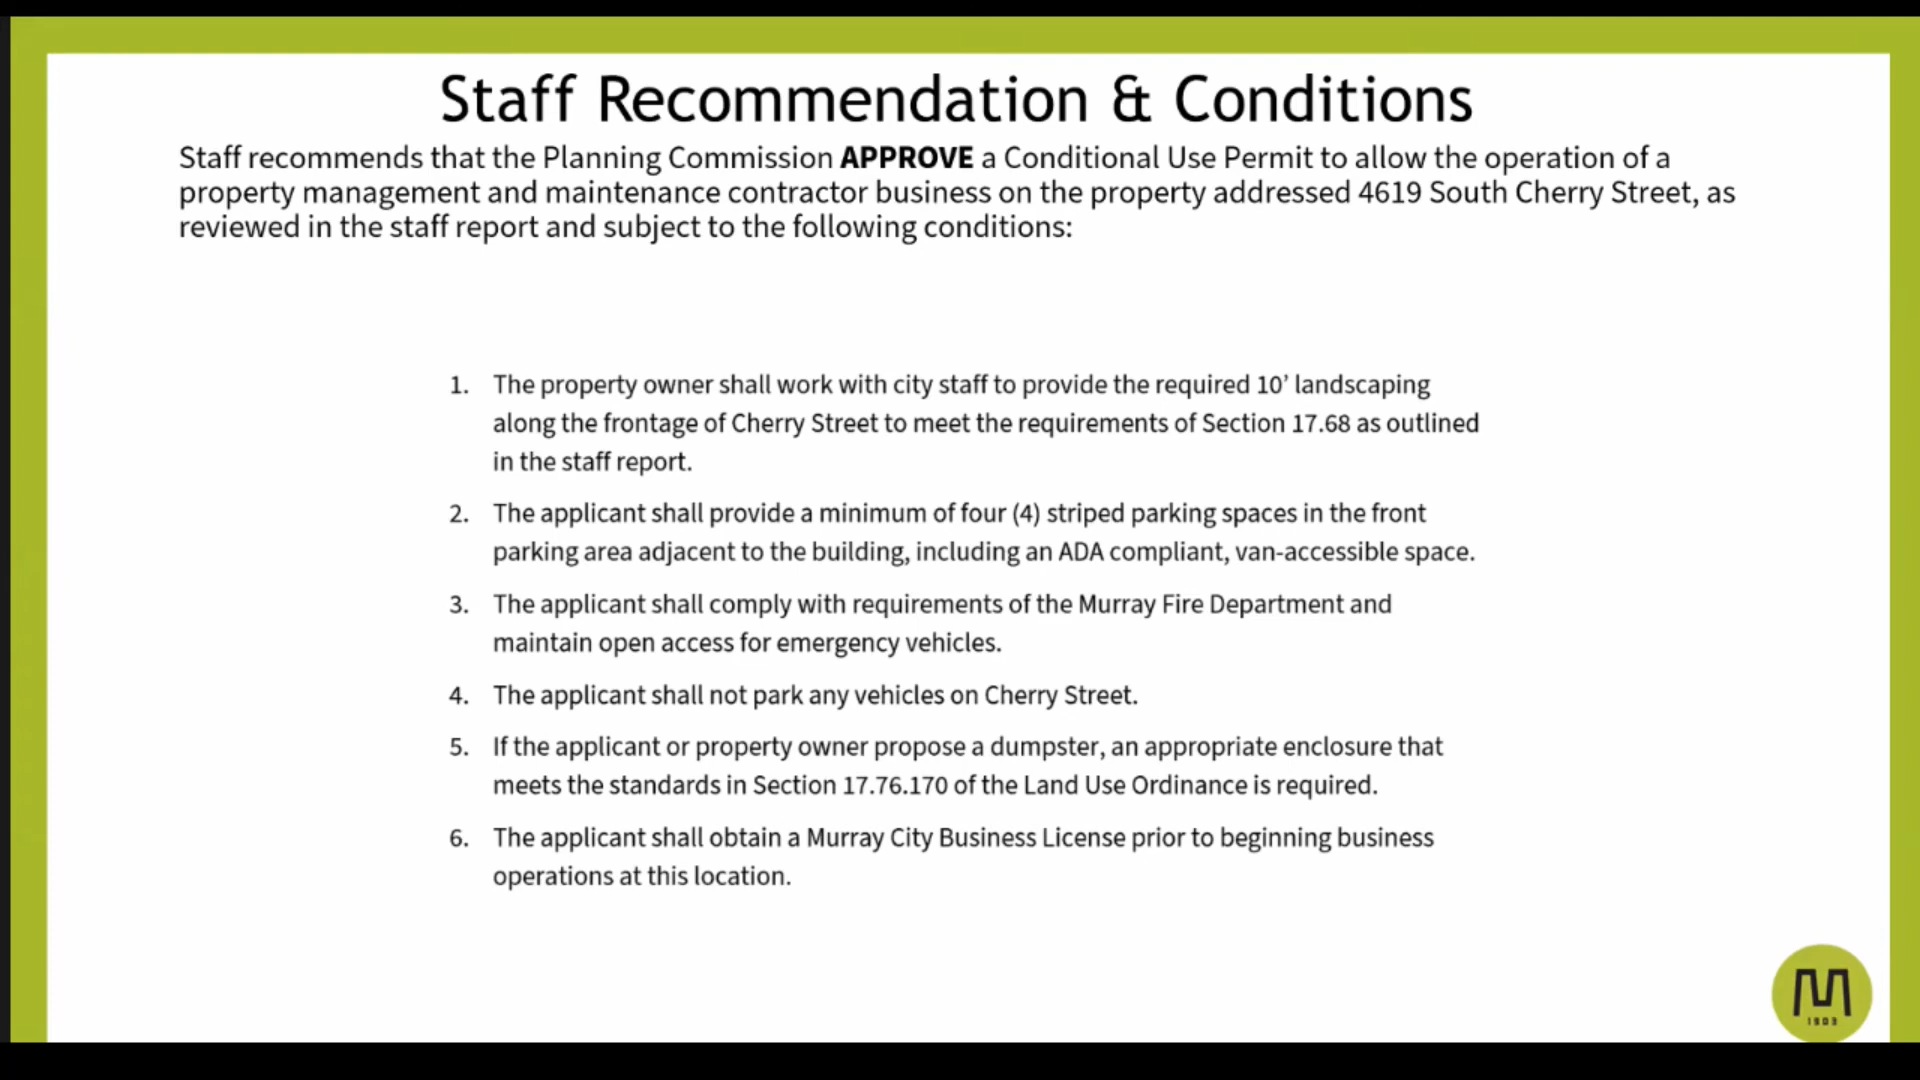 Staff Recommendation & Conditions
Staff recommends that the Planning Commission APPROVE a Conditional Use Permit to allow the operation of a
property management and maintenance contractor business on the property addressed 4619 South Cherry Street, as
reviewed in the staff report and subject to the following conditions:
1. The property owner shall work with city staff to provide the required 10’ landscaping
along the frontage of Cherry Street to meet the requirements of Section 17.68 as outlined
in the staff report.
2. The applicant shall provide a minimum of four (4) striped parking spaces in the front
parking area adjacent to the building, including an ADA compliant, van-accessible space.
3. The applicant shall comply with requirements of the Murray Fire Department and
maintain open access for emergency vehicles.
4. The applicant shall not park any vehicles on Cherry Street.
5. If the applicant or property owner propose a dumpster, an appropriate enclosure that
meets the standards in Section 17.76.170 of the Land Use Ordinance is required.
6. The applicant shall obtain a Murray City Business License prior to beginning business
operations at this location.
M
1903